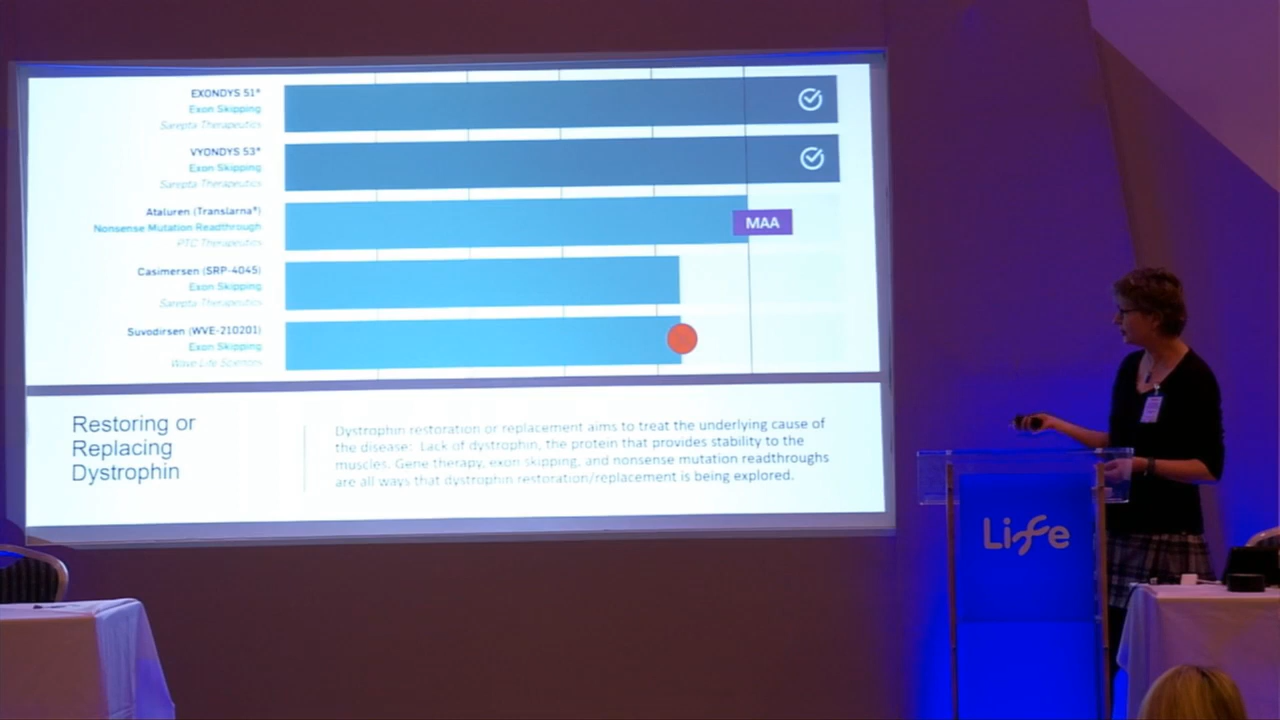 EXONDYS 51®
Exon Skipping
Sarepta Therapeutics
VYONDYS 53®
Exon Skipping
Sarepta Therapeutics
Ataluren (Translarna®)
Nonsense Mutation Readthrough
PTC Therapeutics
MAA
Casimersen (SRP-4045)
Exon Skipping
Sarepta Therapeutics
Suvodirsen (WVE-210201)
Exon Skipping
Wave Life Sciences
Restoring or
Replacing
Dystrophin
Dystrophin restoration or replacement aims to treat the underlying cause of
the disease: Lack of dystrophin, the protein that provides stability to the
muscles. Gene therapy, exon skipping, and nonsense mutation readthroughs
are all ways that dystrophin restoration/replacement is being explored.
Life